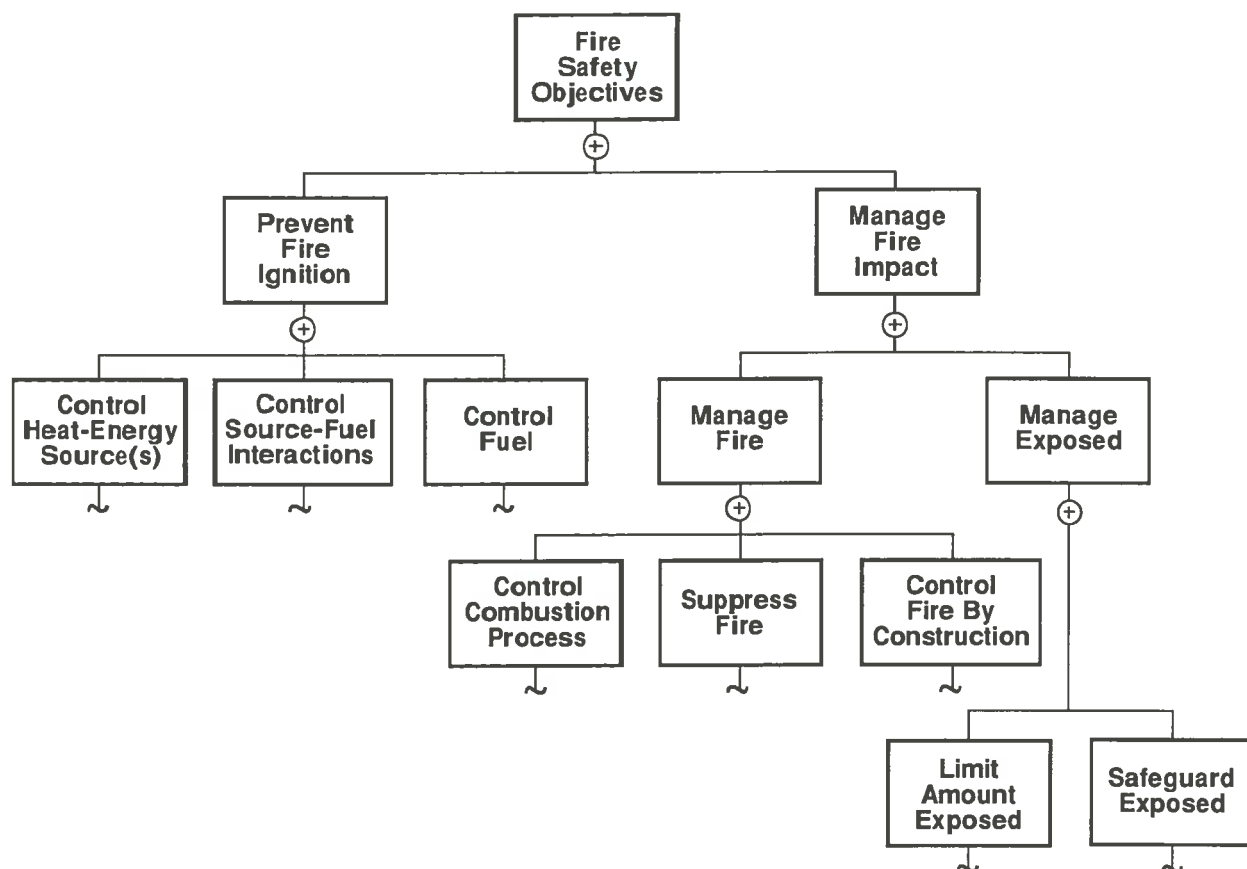 Fire
Safety
Objectives
+
Prevent
Fire
Ignition
Manage
Fire
Impact
+
+
Control
Heat-Energy
Source(s)
Control
Source-Fuel
Interactions
Control
Fuel
Manage
Fire
Manage
Exposed
+
+
Control
Combustion
Process
Suppress
Fire
Control
Fire By
Construction
Limit
Amount
Exposed
Safeguard
Exposed